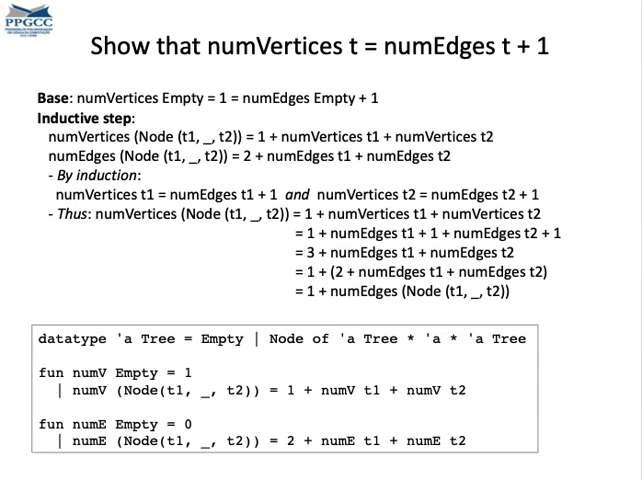 PPGCC
Show that numVertices t = numEdges t + 1
Base: numVertices Empty = 1 = numEdges Empty + 1
Inductive step:
numVertices (Node (t1, _, t2)) = 1 + numVertices t1 + numVertices t2
numEdges (Node (t1, _, t2)) = 2 + numEdges t1 + numEdges t2
- By induction:
numVertices t1 = numEdges t1 + 1 and numVertices t2 = numEdges t2 + 1
- Thus: numVertices (Node (t1, _, t2)) = 1 + numVertices t1 + numVertices t2
= 1 + numEdges t1 + 1 + numEdges t2 + 1
= 3 + numEdges t1 + numEdges t2
= 1 + (2 + numEdges t1 + numEdges t2)
= 1 + numEdges (Node (t1, _, t2))
datatype 'a Tree = Empty | Node of 'a Tree * 'a * 'a Tree
fun numV Empty = 1
| numV (Node(t1, _, t2)) = 1 + numV t1 + numV t2
fun numE Empty = 0
| numE (Node(t1, _, t2)) = 2 + numE t1 + numE t2